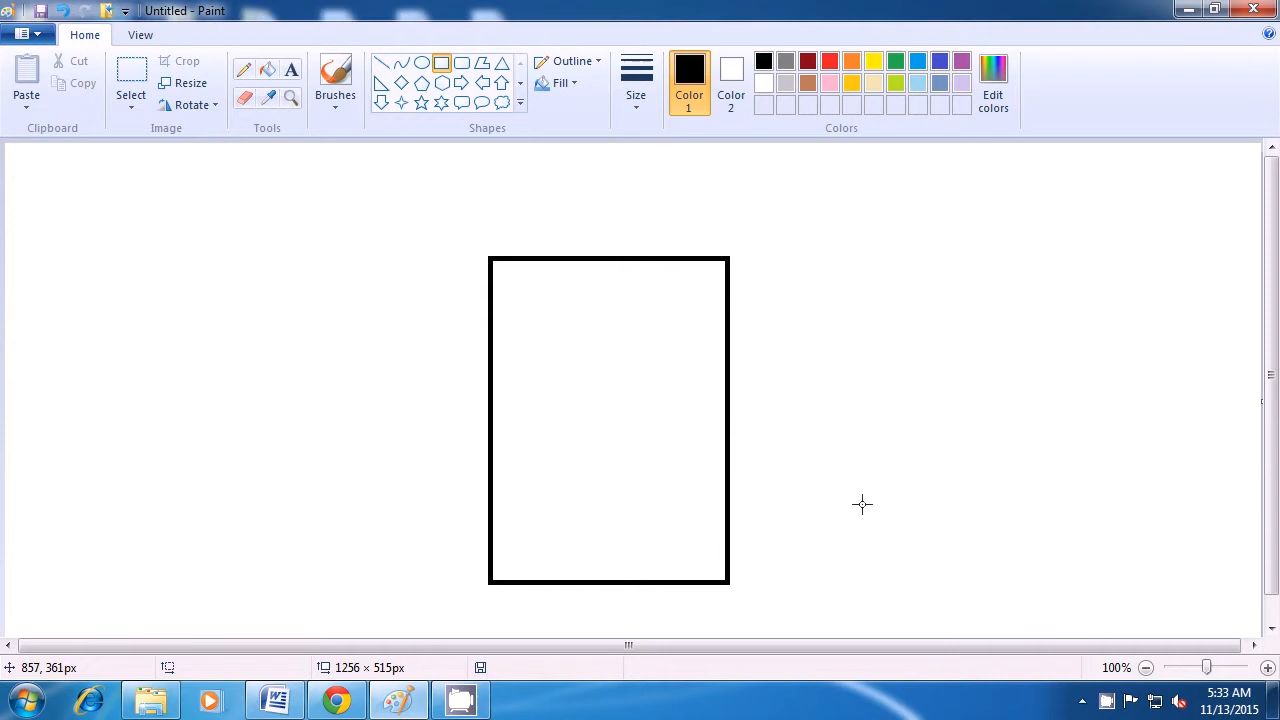 Untitled - Paint
Home
View
Paste
Cut
Copy
Clipboard
Select
Crop
Resize
Rotate
Image
A
Tools
Brushes
Shapes
Outline
Fill
Size
Color 1
Color 2
Edit colors
Colors
857, 361px
1256 × 515px
100%
5:33 AM
11/13/2015